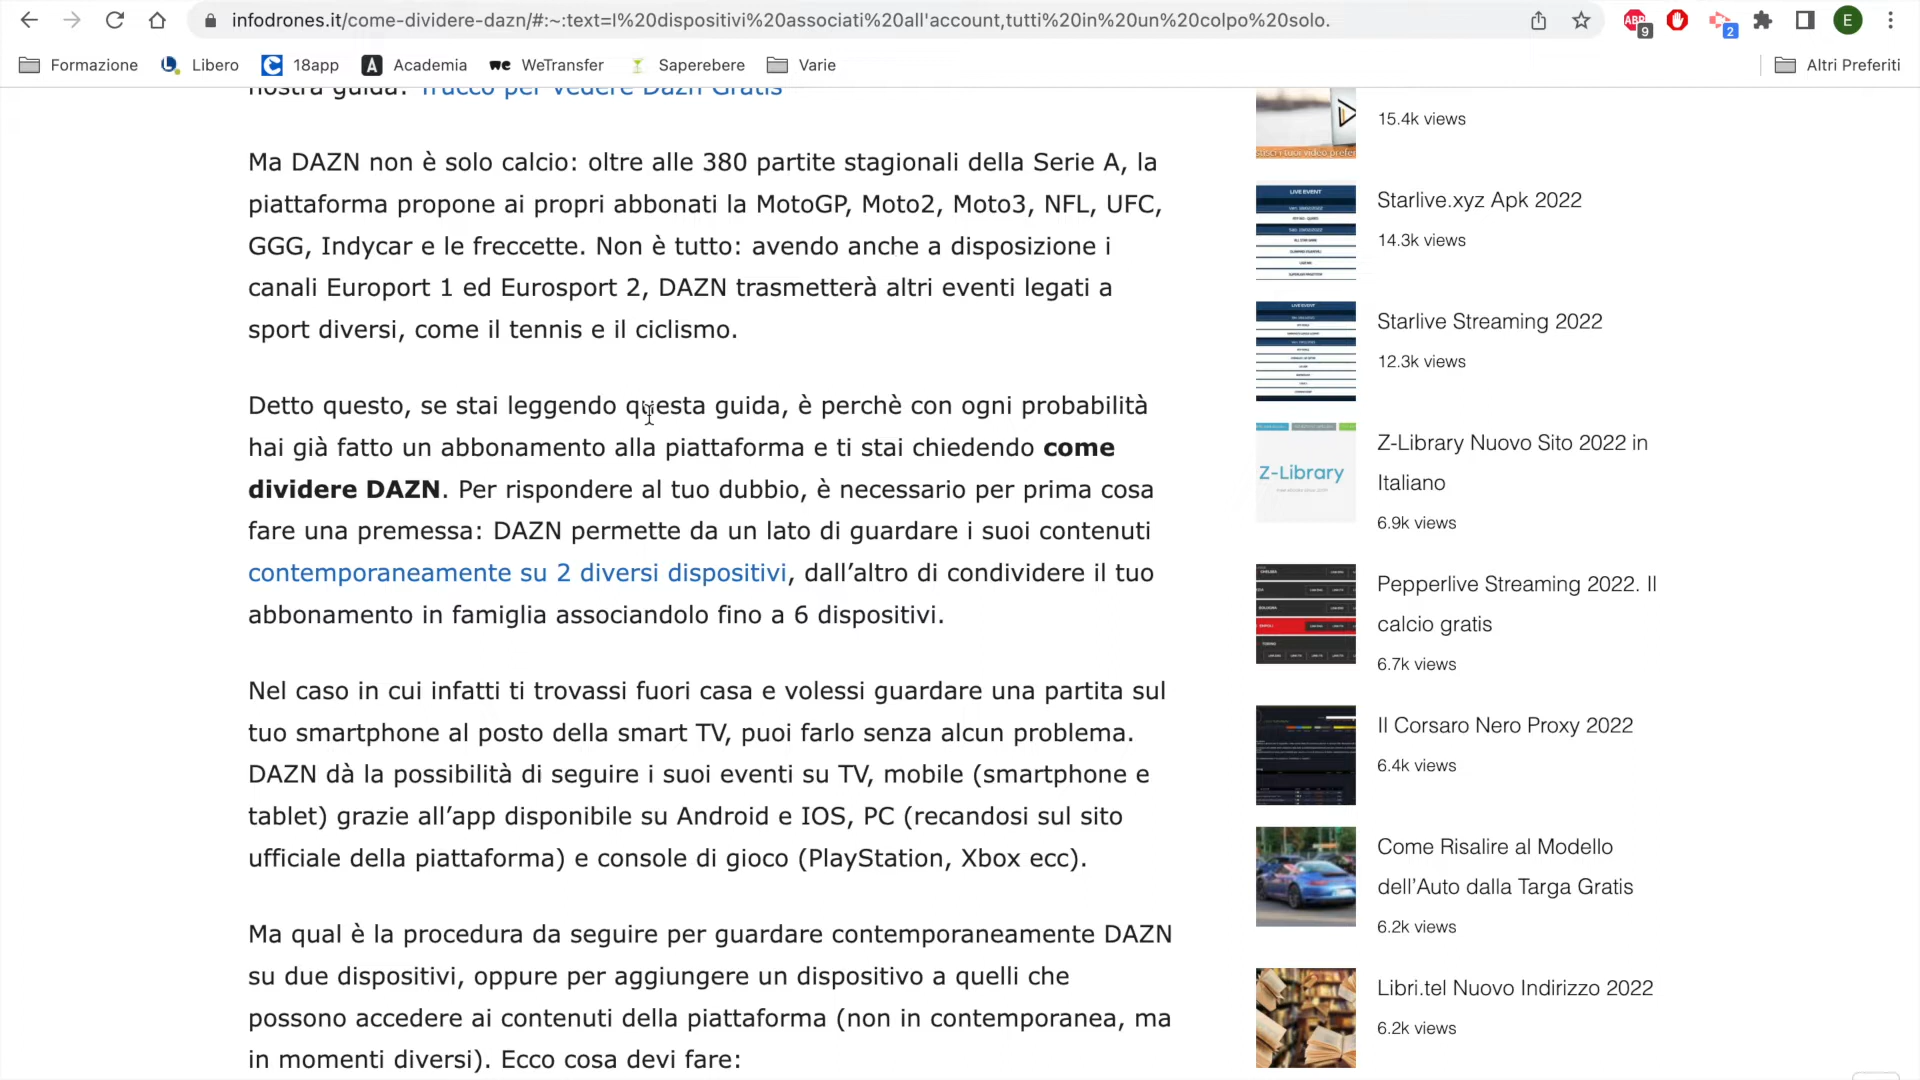 infodrones.it/come-dividere-dazn/#:~:text=I%20dispositivi%20associati%20all'account,tutti%20in%20un%20colpo%20solo.
ABP
9
2
E
Formazione
Libero
18app
Academia
WeTransfer
Saperebere
Varie
Altri Preferiti
nostra guida: Trucco per vedere Dazn Gratis
Ma DAZN non è solo calcio: oltre alle 380 partite stagionali della Serie A, la
piattaforma propone ai propri abbonati la MotoGP, Moto2, Moto3, NFL, UFC,
GGG, Indycar e le freccette. Non è tutto: avendo anche a disposizione i
canali Europort 1 ed Eurosport 2, DAZN trasmetterà altri eventi legati a
sport diversi, come il tennis e il ciclismo.
Detto questo, se stai leggendo questa guida, è perchè con ogni probabilità
hai già fatto un abbonamento alla piattaforma e ti stai chiedendo come
dividere DAZN. Per rispondere al tuo dubbio, è necessario per prima cosa
fare una premessa: DAZN permette da un lato di guardare i suoi contenuti
contemporaneamente su 2 diversi dispositivi, dall’altro di condividere il tuo
abbonamento in famiglia associandolo fino a 6 dispositivi.
Nel caso in cui infatti ti trovassi fuori casa e volessi guardare una partita sul
tuo smartphone al posto della smart TV, puoi farlo senza alcun problema.
DAZN dà la possibilità di seguire i suoi eventi su TV, mobile (smartphone e
tablet) grazie all’app disponibile su Android e IOS, PC (recandosi sul sito
ufficiale della piattaforma) e console di gioco (PlayStation, Xbox ecc).
Ma qual è la procedura da seguire per guardare contemporaneamente DAZN
su due dispositivi, oppure per aggiungere un dispositivo a quelli che
possono accedere ai contenuti della piattaforma (non in contemporanea, ma
in momenti diversi). Ecco cosa devi fare:
15.4k views
Starlive.xyz Apk 2022
14.3k views
LIVE EVENT
Starlive Streaming 2022
12.3k views
LIVE EVENT
Z-Library Nuovo Sito 2022 in
Italiano
6.9k views
Z-Library
Pepperlive Streaming 2022. Il
calcio gratis
6.7k views
Il Corsaro Nero Proxy 2022
6.4k views
Come Risalire al Modello
dell’Auto dalla Targa Gratis
6.2k views
Libri.tel Nuovo Indirizzo 2022
6.2k views